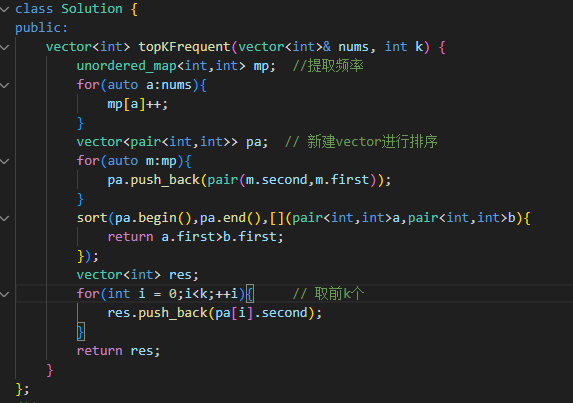 class Solution {
public:
    vector<int> topKFrequent(vector<int>& nums, int k) {
        unordered_map<int,int> mp;  //提取频率
        for(auto a:nums){
            mp[a]++;
        }
        vector<pair<int,int>> pa;  // 新建vector进行排序
        for(auto m:mp){
            pa.push_back(pair(m.second,m.first));
        }
        sort(pa.begin(),pa.end(),[](pair<int,int>a,pair<int,int>b){
            return a.first>b.first;
        });
        vector<int> res;
        for(int i = 0;i<k;++i){     // 取前k个
            res.push_back(pa[i].second);
        }
        return res;
    }
};